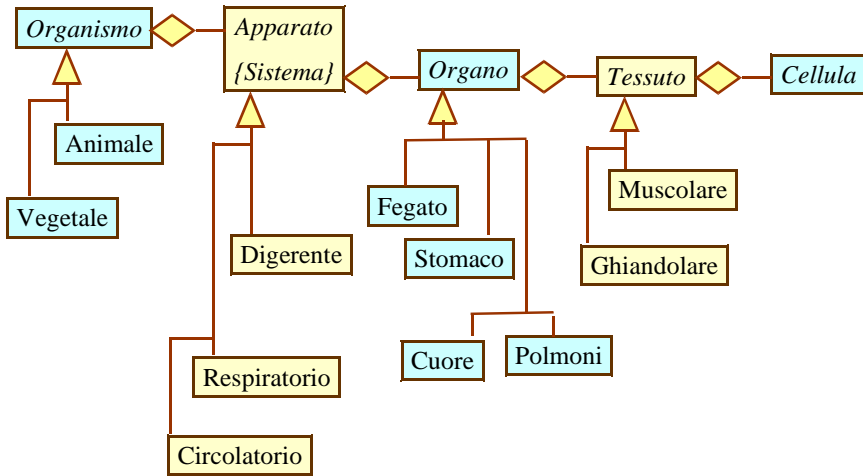 Organismo
Apparato
{Sistema}
Organo
Tessuto
Cellula
Animale
Vegetale
Digerente
Respiratorio
Circolatorio
Fegato
Stomaco
Cuore
Polmoni
Muscolare
Ghiandolare